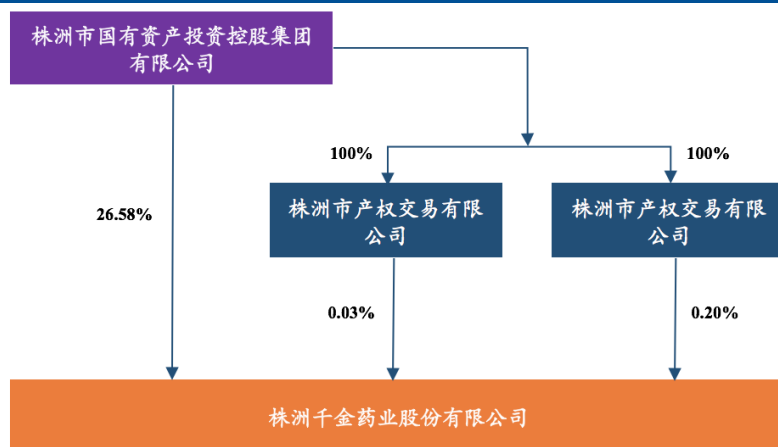 株洲市国有资产投资控股集团
有限公司
100%
100%
26.58%
株洲市产权交易有限
公司
株洲市产权交易有限
公司
0.03%
0.20%
株洲千金药业股份有限公司